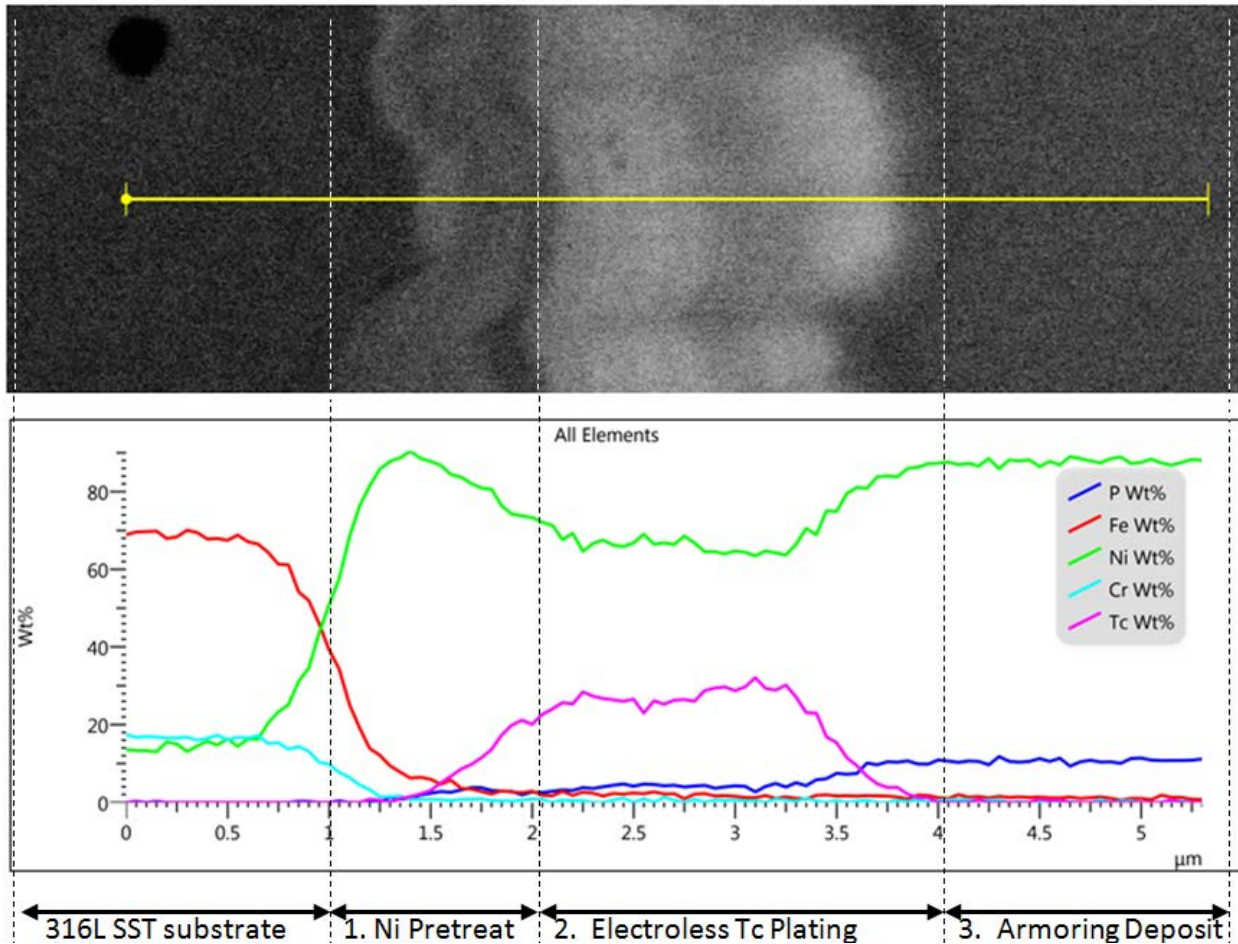 All Elements
80
60
40
20
0
Wt%
P Wt%
Fe Wt%
Ni Wt%
Cr Wt%
Tc Wt%
0 0.5 1 1.5 2 2.5 3 3.5 4 4.5 5
µm
316L SST substrate 1. Ni Pretreat 2. Electroless Tc Plating 3. Armoring Deposit